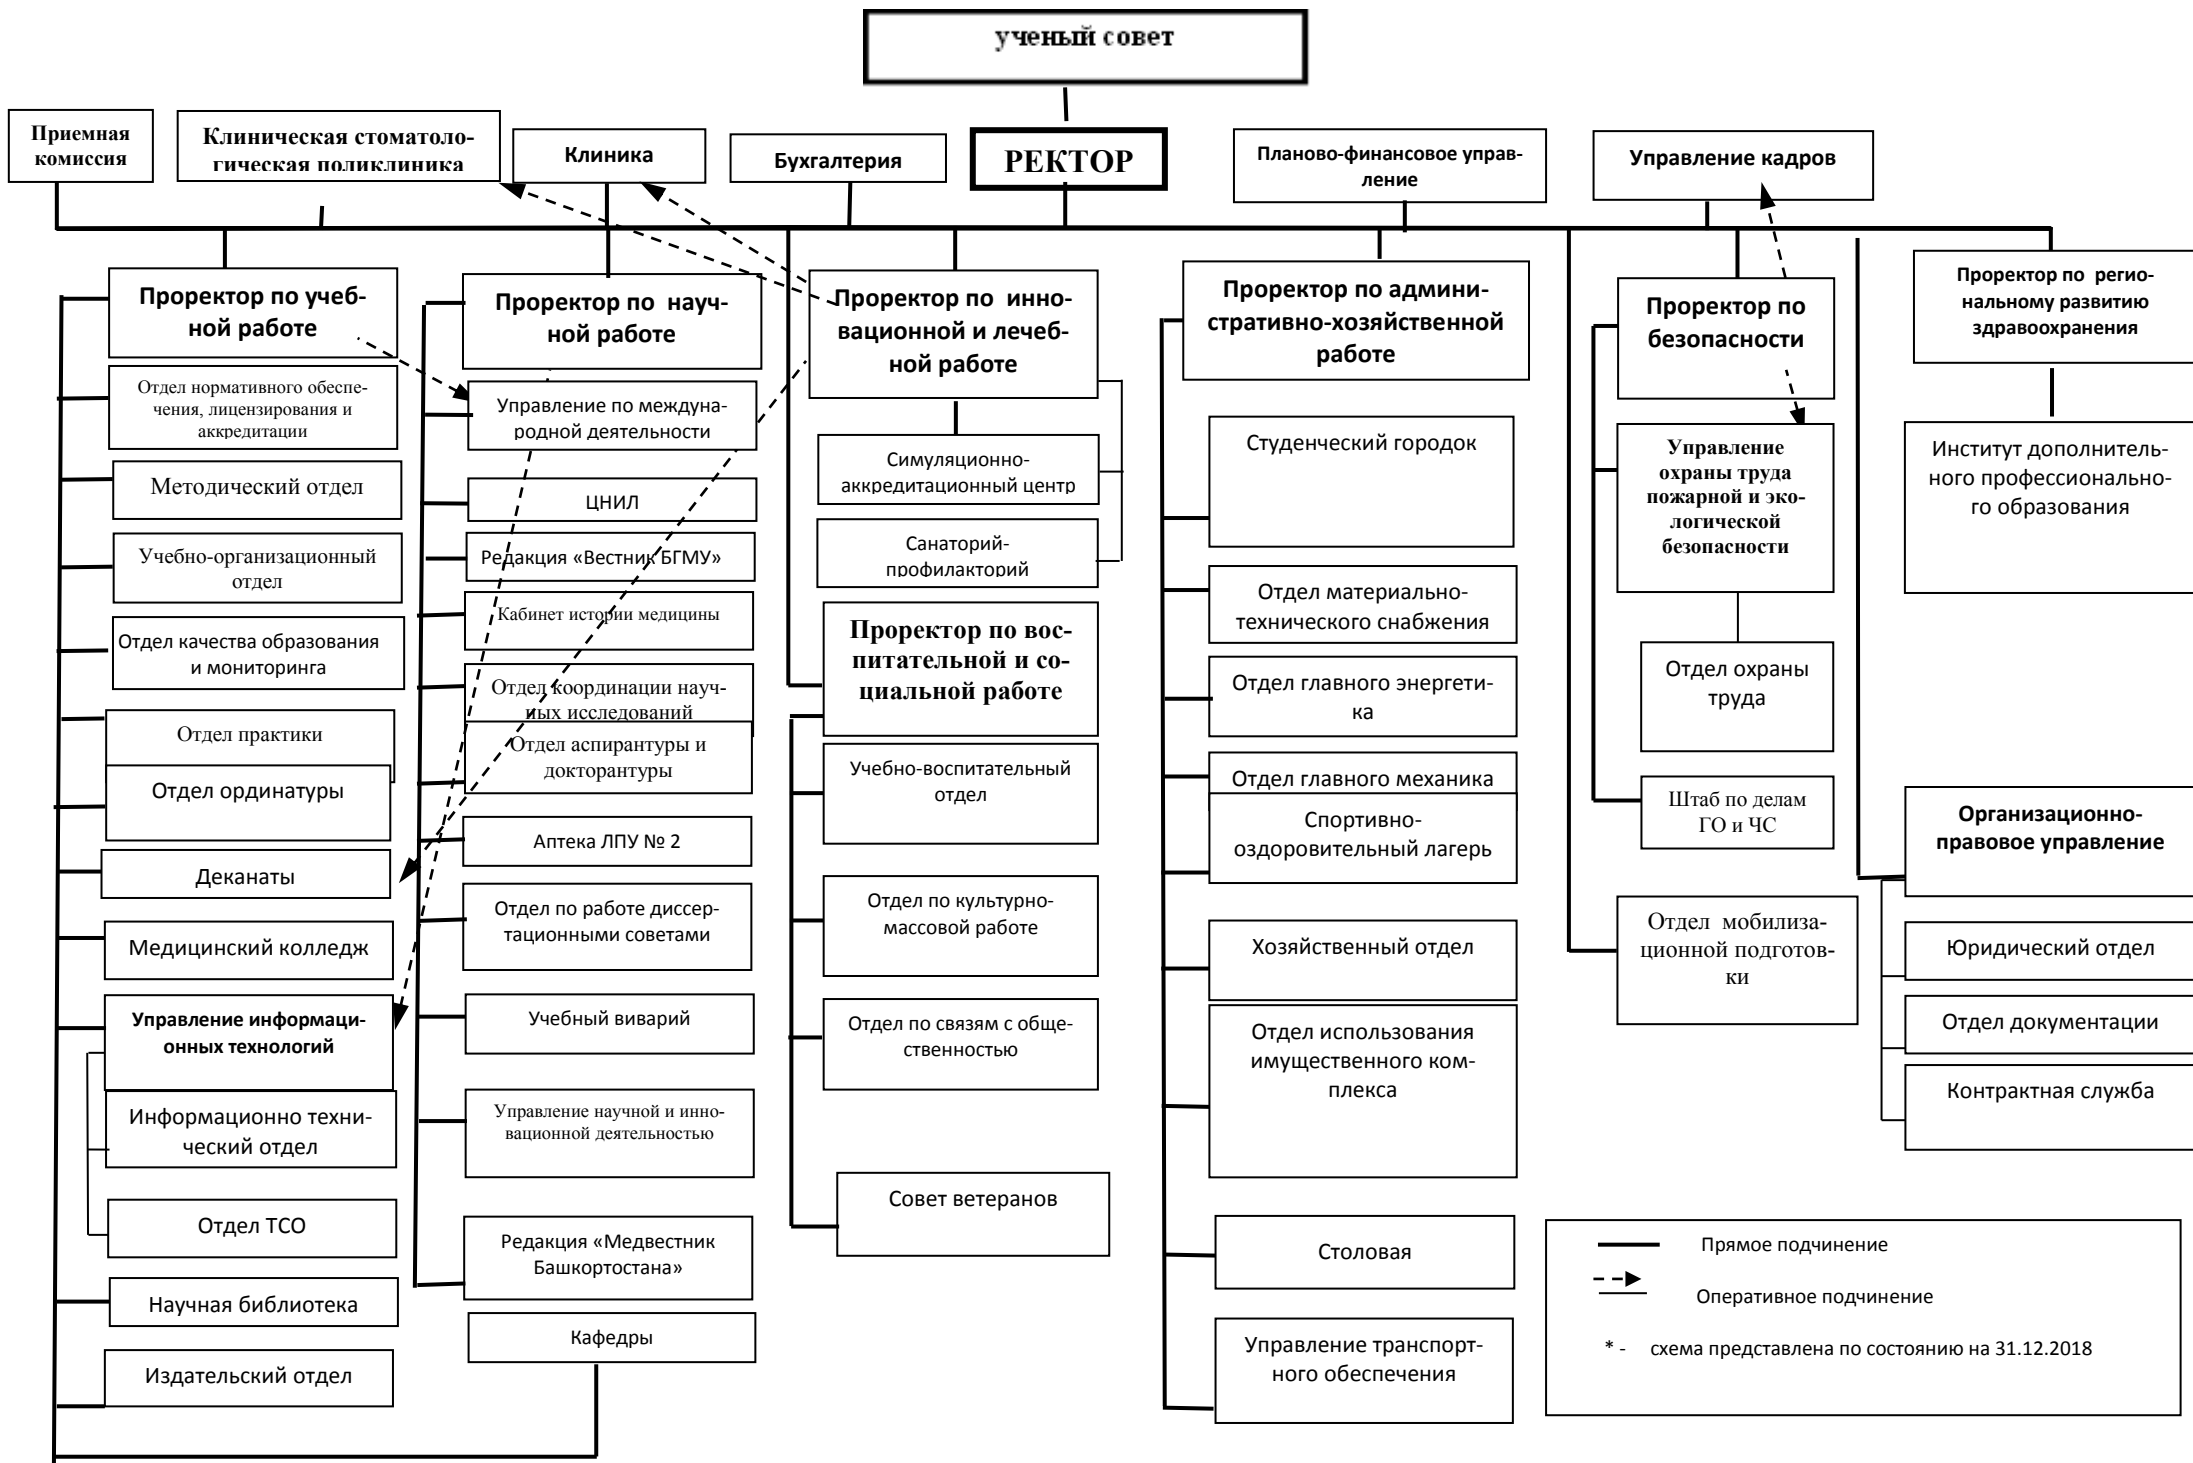 ученый совет
Приемная
комиссия
Клиническая стоматоло-
гическая поликлиника
Клиника
Бухгалтерия
РЕКТОР
Планово-финансовое управ-
ление
Управление кадров
Проректор по учеб-
ной работе
Отдел нормативного обеспе-
чения, лицензирования и
аккредитации
Методический отдел
Учебно-организационный
отдел
Отдел качества образования
и мониторинга
Отдел практики
Отдел ординатуры
Деканаты
Медицинский колледж
Управление информаци-
онных технологий
Информационно техни-
ческий отдел
Отдел ТСО
Научная библиотека
Издательский отдел
Проректор по науч-
ной работе
Управление по междуна-
родной деятельности
ЦНИЛ
Редакция «Вестник БГМУ»
Кабинет истории медицины
Отдел координации науч-
ных исследований
Отдел аспирантуры и
докторантуры
Аптека ЛПУ № 2
Отдел по работе диссер-
тационными советами
Учебный виварий
Управление научной и инно-
вационной деятельностью
Редакция «Медвестник
Башкортостана»
Кафедры
Проректор по инно-
вационной и лечеб-
ной работе
Симуляционно-
аккредитационный центр
Санаторий-
профилакторий
Проректор по вос-
питательной и со-
циальной работе
Учебно-воспитательный
отдел
Отдел по культурно-
массовой работе
Отдел по связям с обще-
ственностью
Совет ветеранов
Проректор по админи-
стративно-хозяйственной
работе
Студенческий городок
Отдел материально-
технического снабжения
Отдел главного энергети-
ка
Отдел главного механика
Спортивно-
оздоровительный лагерь
Хозяйственный отдел
Отдел использования
имущественного ком-
плекса
Столовая
Управление транспорт-
ного обеспечения
Проректор по
безопасности
Управление
охраны труда
пожарной и эко-
логической
безопасности
Отдел охраны
труда
Штаб по делам
ГО и ЧС
Отдел мобилиза-
ционной подготов-
ки
Проректор по регио-
нальному развитию
здравоохранения
Институт дополнитель-
ного профессионально-
го образования
Организационно-
правовое управление
Юридический отдел
Отдел документации
Контрактная служба
Прямое подчинение
Оперативное подчинение
* - схема представлена по состоянию на 31.12.2018